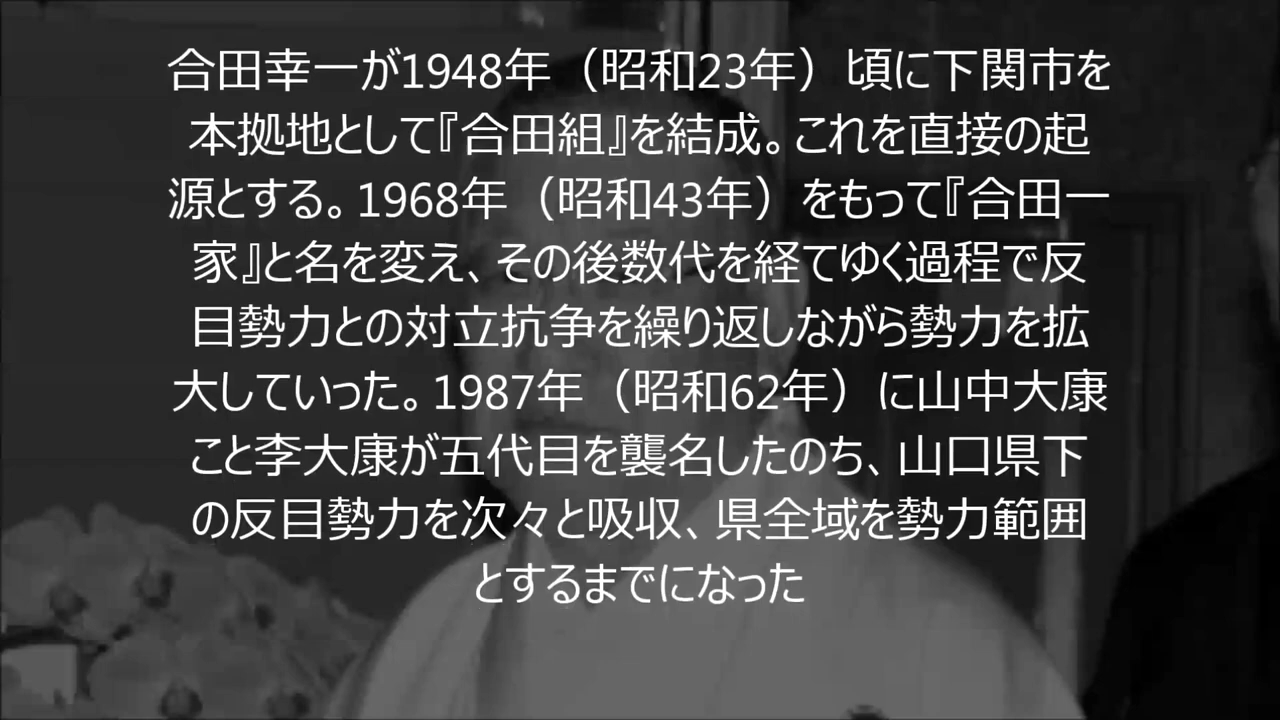 合田幸一が1948年（昭和23年）頃に下関市を
本拠地として『合田組』を結成。これを直接の起
源とする。1968年（昭和43年）をもって『合田一
家』と名を変え、その後数代を経てゆく過程で反
目勢力との対立抗争を繰り返しながら勢力を拡
大していった。1987年（昭和62年）に山中大康
こと李大康が五代目を襲名したのち、山口県下
の反目勢力を次々と吸収、県全域を勢力範囲
とするまでになった